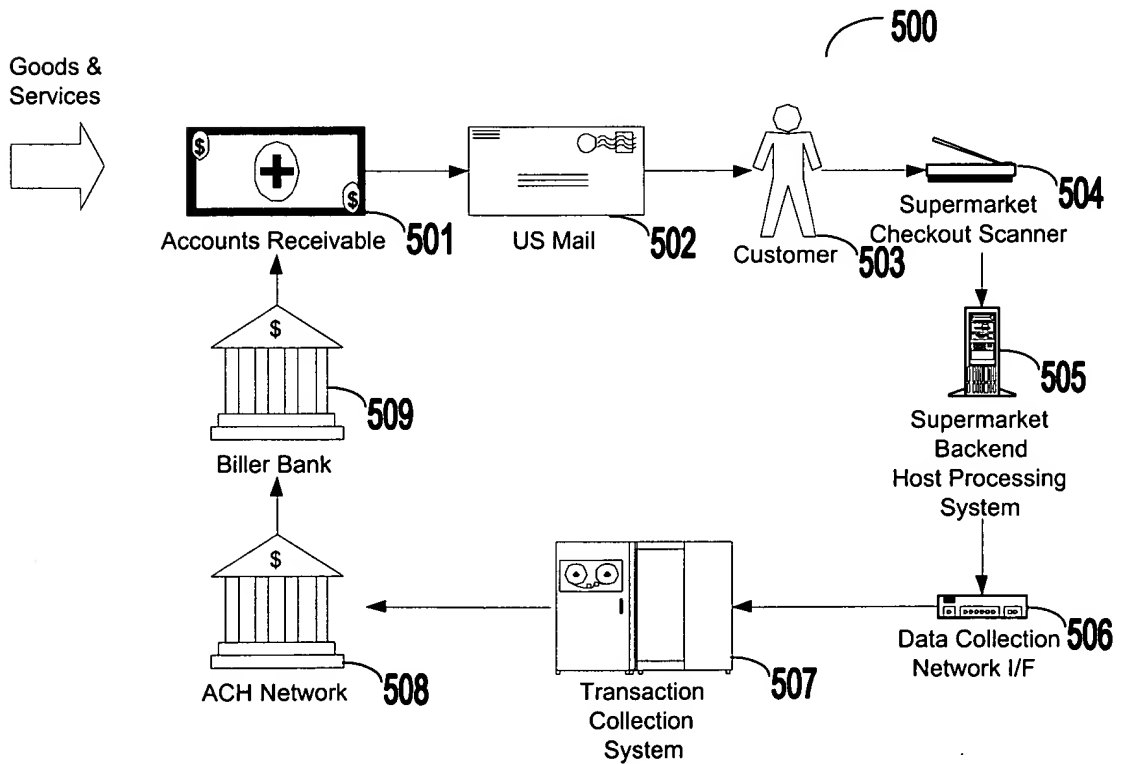 500
Goods &
Services
$
$
Accounts Receivable
501
US Mail
502
Customer
503
504
Supermarket
Checkout Scanner
505
Supermarket
Backend
Host Processing
System
506
Data Collection
Network I/F
507
Transaction
Collection
System
$
508
ACH Network
$
509
Biller Bank